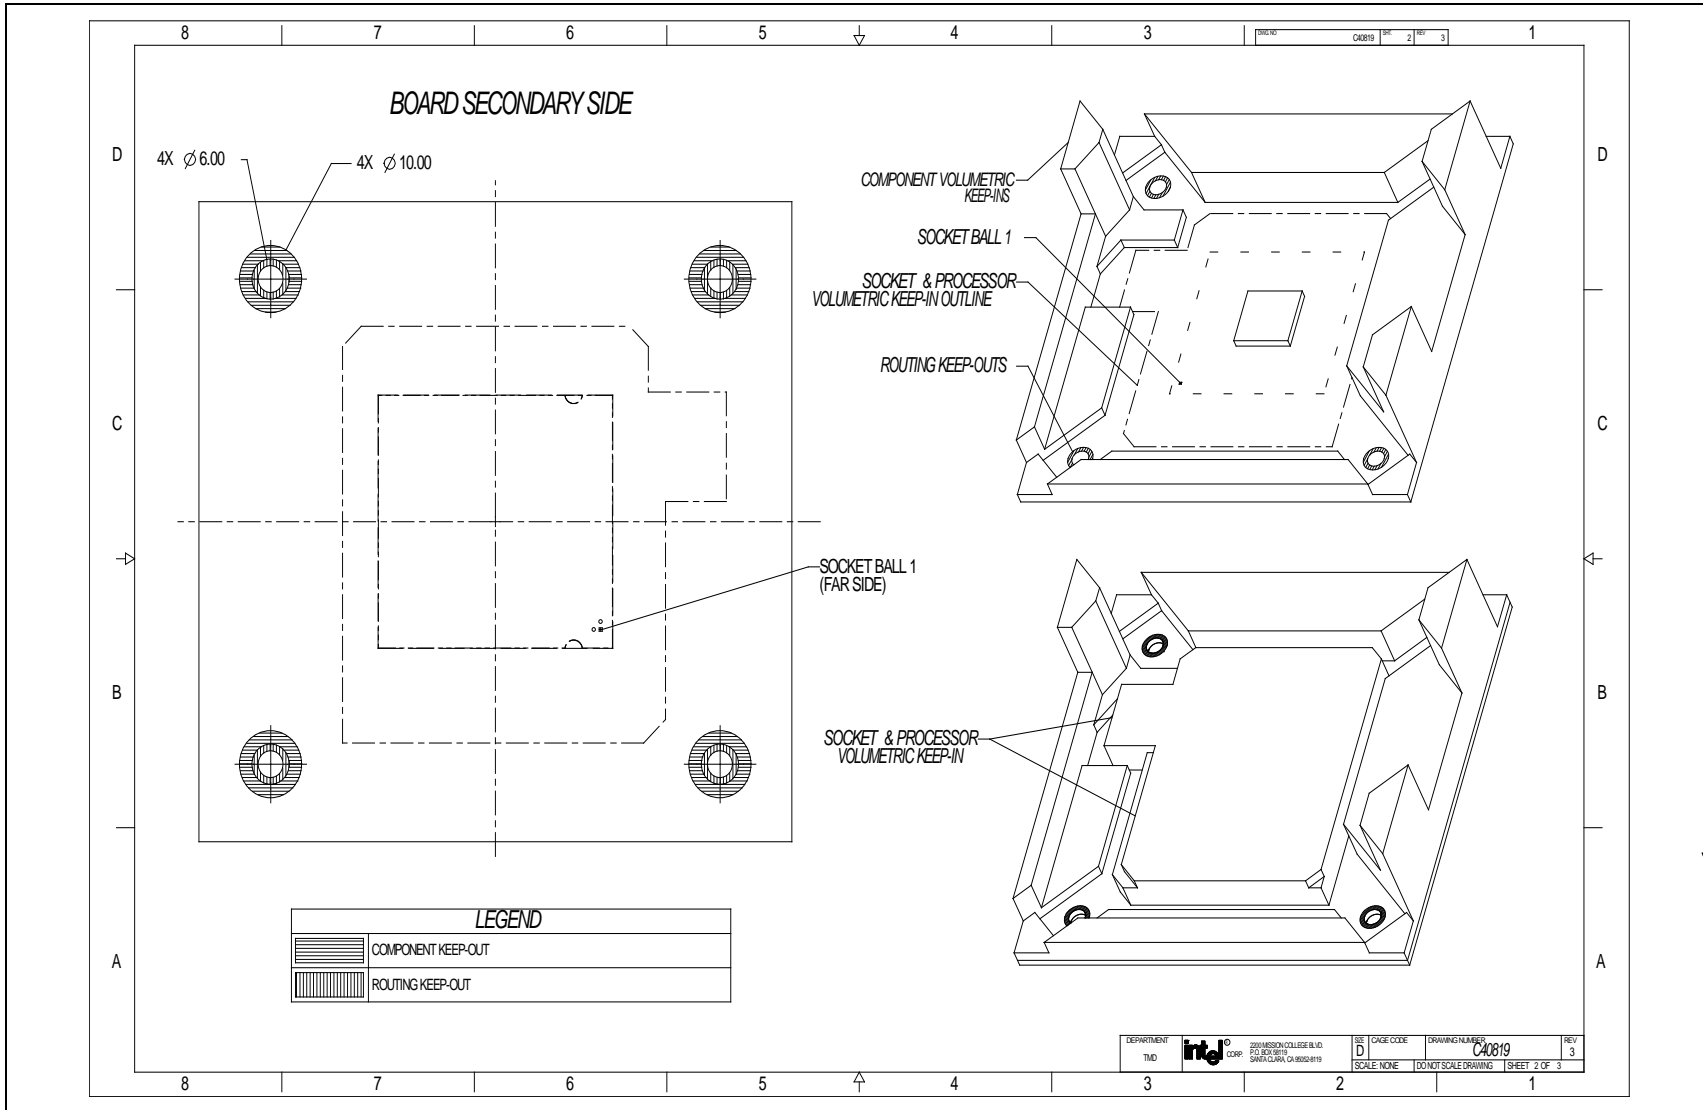 8 7 6 5 4 3 1
DWG. NO C40819 SHT. 2 REV 3
BOARD SECONDARY SIDE
D
D
4X Ø 6.00
4X Ø 10.00
COMPONENT VOLUMETRIC
KEEP-INS
SOCKET BALL 1
SOCKET & PROCESSOR
VOLUMETRIC KEEP-IN OUTLINE
ROUTING KEEP-OUTS
C
C
SOCKET BALL 1
(FAR SIDE)
B
B
SOCKET & PROCESSOR
VOLUMETRIC KEEP-IN
LEGEND
COMPONENT KEEP-OUT
ROUTING KEEP-OUT
A
A
DEPARTMENT
TMD
intel
R
CORP.
2200 MISSION COLLEGE BLVD.
P.O. BOX 58119
SANTA CLARA, CA 95052-8119
SIZE
D
CAGE CODE
DRAWING NUMBER
C40819
REV
3
SCALE: NONE
DO NOT SCALE DRAWING
SHEET 2 OF 3
8 7 6 5 4 3 2 1